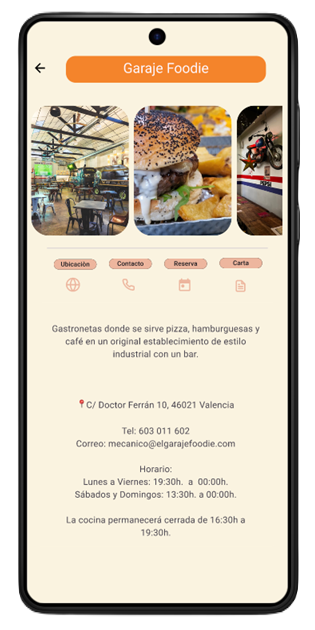 Garaje Foodie
PEPSI
Ubicación
Contacto
Reserva
Carta
Gastronetas donde se sirve pizza, hamburguesas y
café en un original establecimiento de estilo
industrial con un bar.
C/ Doctor Ferrán 10, 46021 Valencia
Tel: 603 011 602
Correo: mecanico@elgarajefoodie.com
Horario:
Lunes a Viernes: 19:30h. a 00:00h.
Sábados y Domingos: 13:30h. a 00:00h.
La cocina permanecerá cerrada de 16:30h a
19:30h.